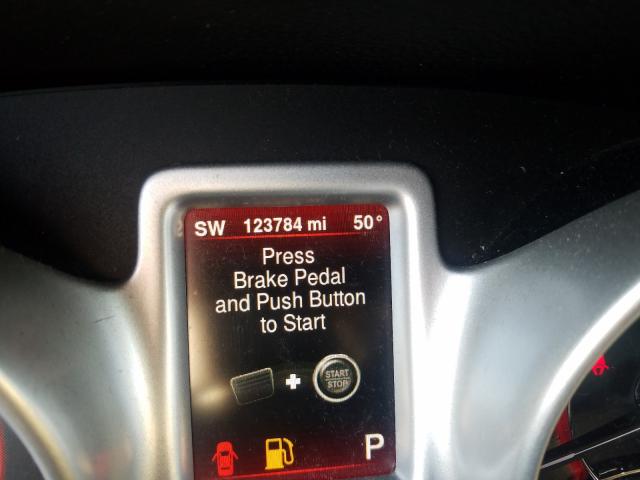 SW 123784 mi 50°
Press
Brake Pedal
and Push Button
to Start
START
STOP
P